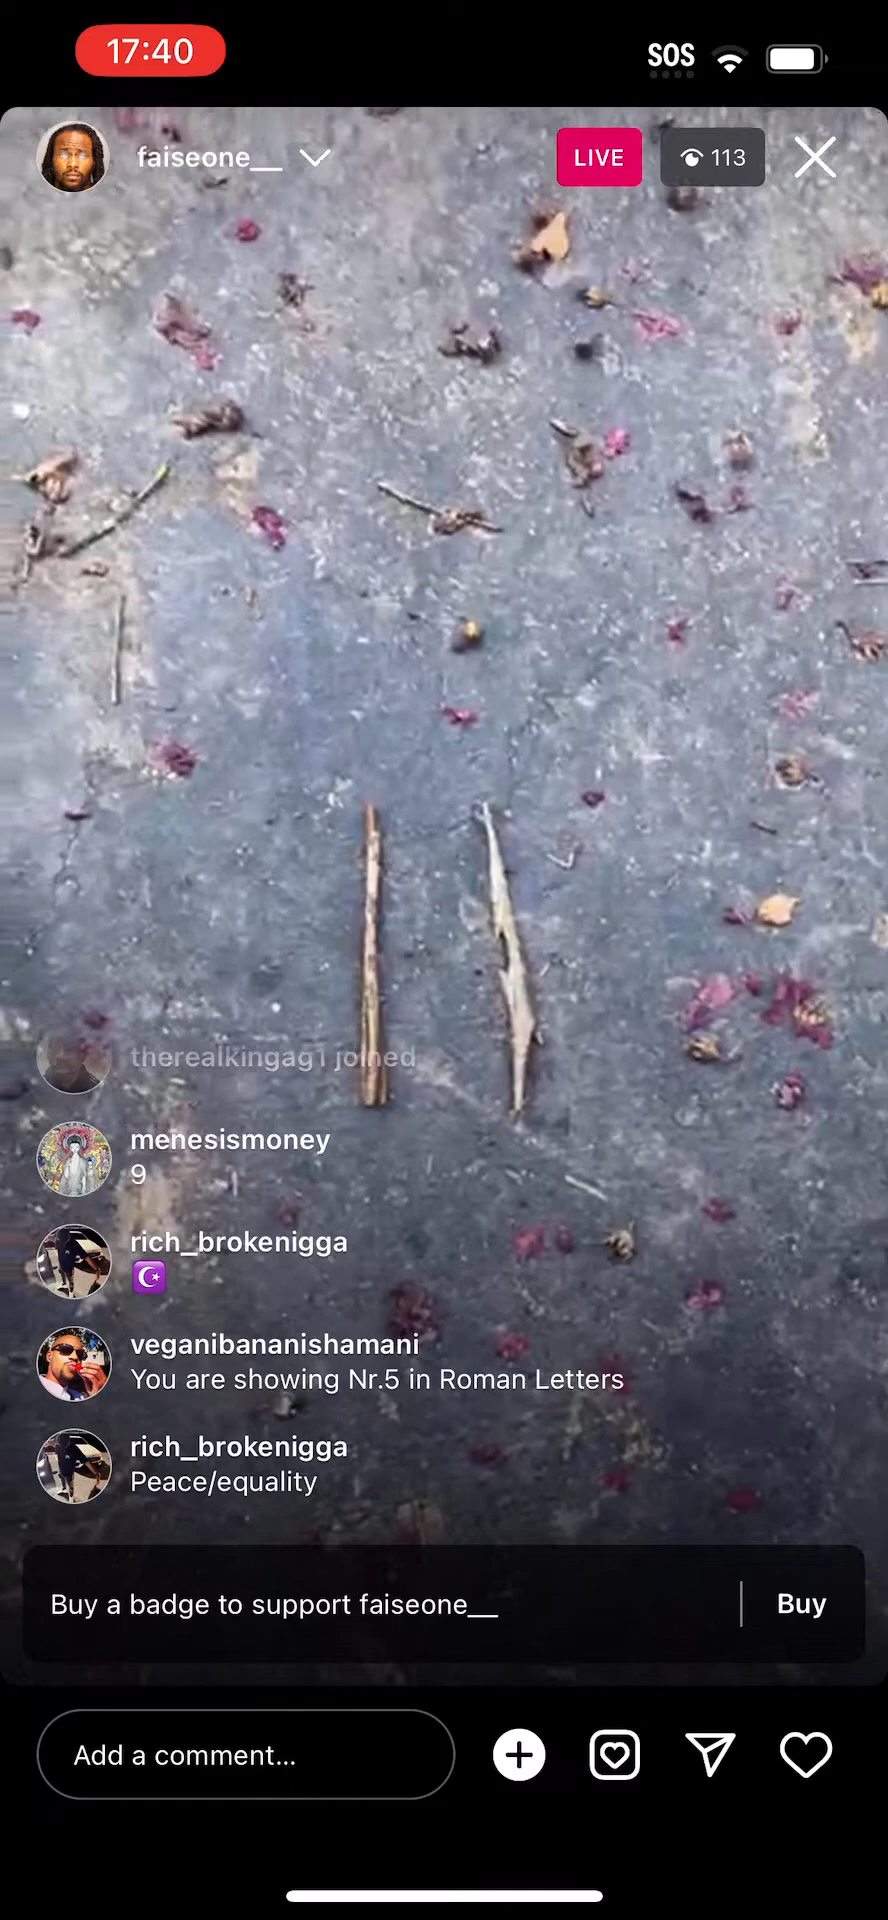 17:40
SOS
faiseone__
LIVE
113
therealkingag1 joined
menesismoney
9
rich_brokenigga
☪️
veganibananishamani
You are showing Nr.5 in Roman Letters
rich_brokenigga
Peace/equality
Buy a badge to support faiseone__
Buy
Add a comment...